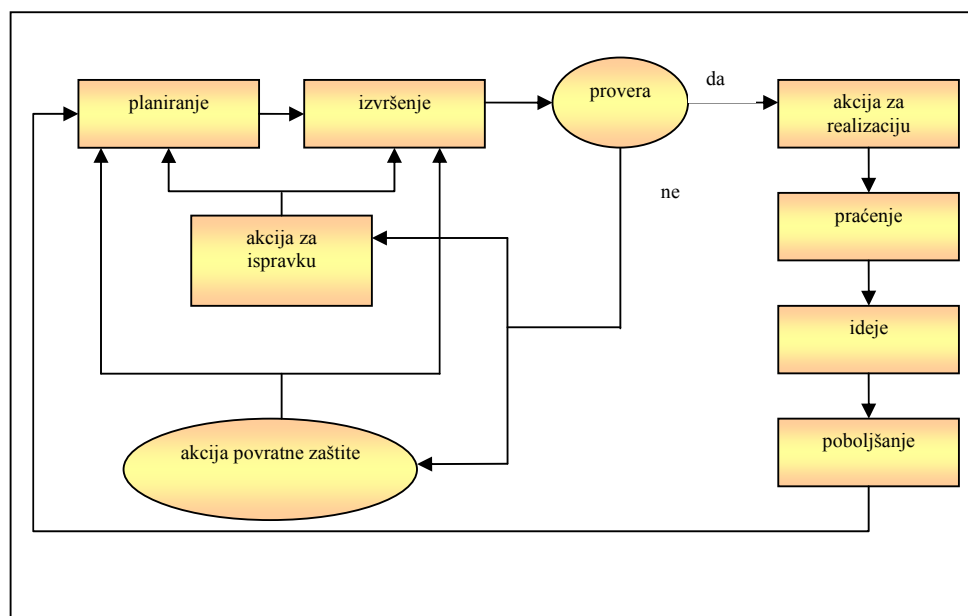 planiranje
izvršenje
provera
da
akcija za
realizaciju
ne
praćenje
akcija za
ispravku
ideje
akcija povratne zaštite
poboljšanje